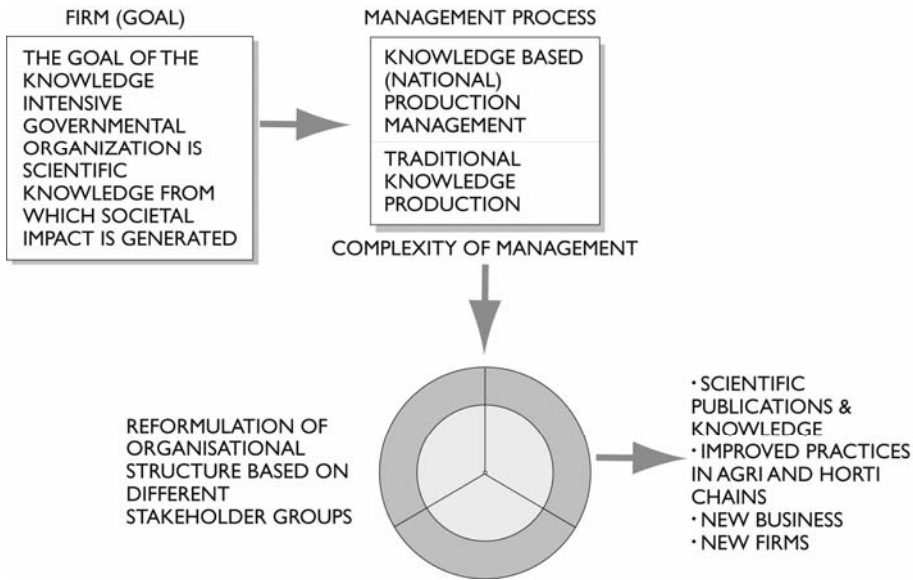 FIRM (GOAL)
THE GOAL OF THE
KNOWLEDGE
INTENSIVE
GOVERNMENTAL
ORGANIZATION IS
SCIENTIFIC
KNOWLEDGE FROM
WHICH SOCIETAL
IMPACT IS GENERATED
MANAGEMENT PROCESS
KNOWLEDGE BASED
(NATIONAL)
PRODUCTION
MANAGEMENT
TRADITIONAL
KNOWLEDGE
PRODUCTION
COMPLEXITY OF MANAGEMENT
REFORMULATION OF
ORGANISATIONAL
STRUCTURE BASED ON
DIFFERENT
STAKEHOLDER GROUPS
· SCIENTIFIC
PUBLICATIONS &
KNOWLEDGE
· IMPROVED PRACTICES
IN AGRI AND HORTI
CHAINS
· NEW BUSINESS
· NEW FIRMS